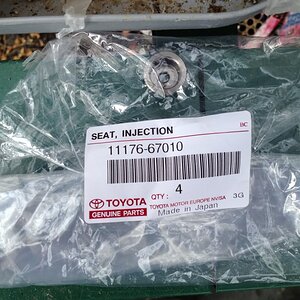 SEAT, INJECTION
BC
11176-67010
TOYOTA
GENUINE PARTS
QTY :
4
TOYOTA MOTOR EUROPE NV/SA
3G
Made in Japan